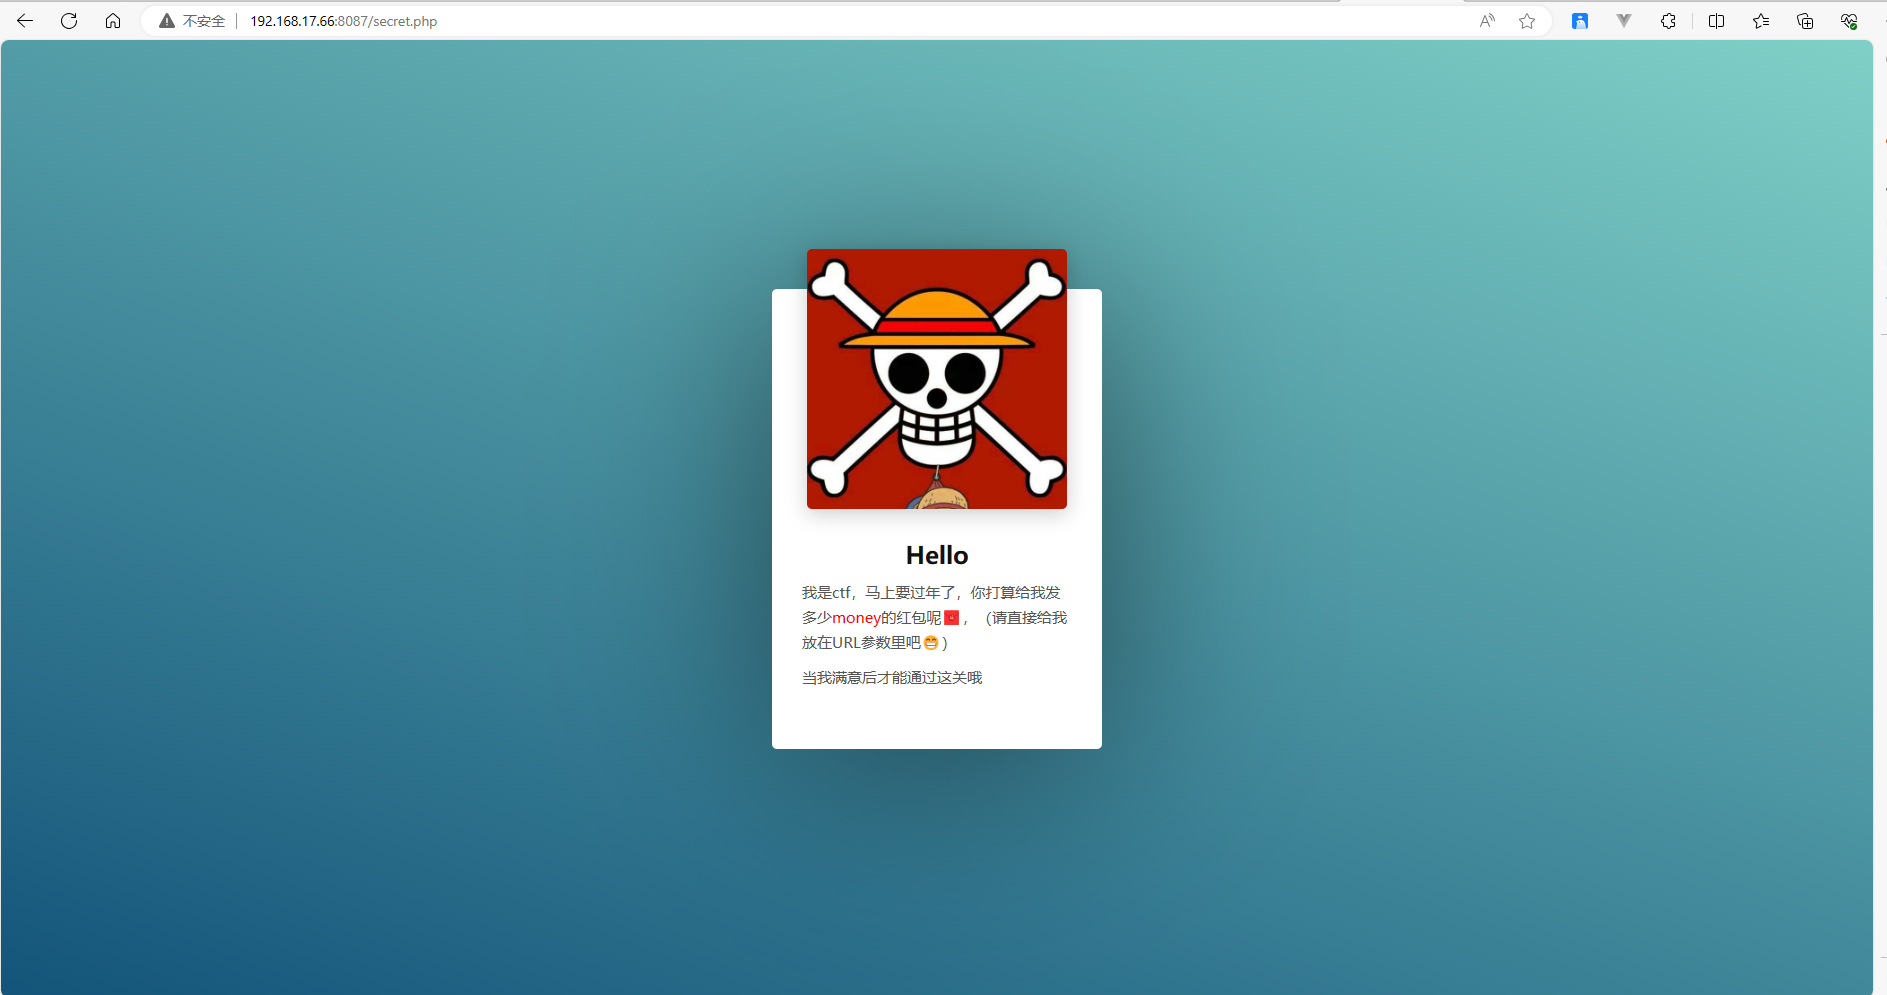 不安全 192.168.17.66:8087/secret.php
Hello
我是ctf，马上要过年了，你打算给我发
多少money的红包呢🧧，（请直接给我
放在URL参数里吧😁）
当我满意后才能通过这关哦